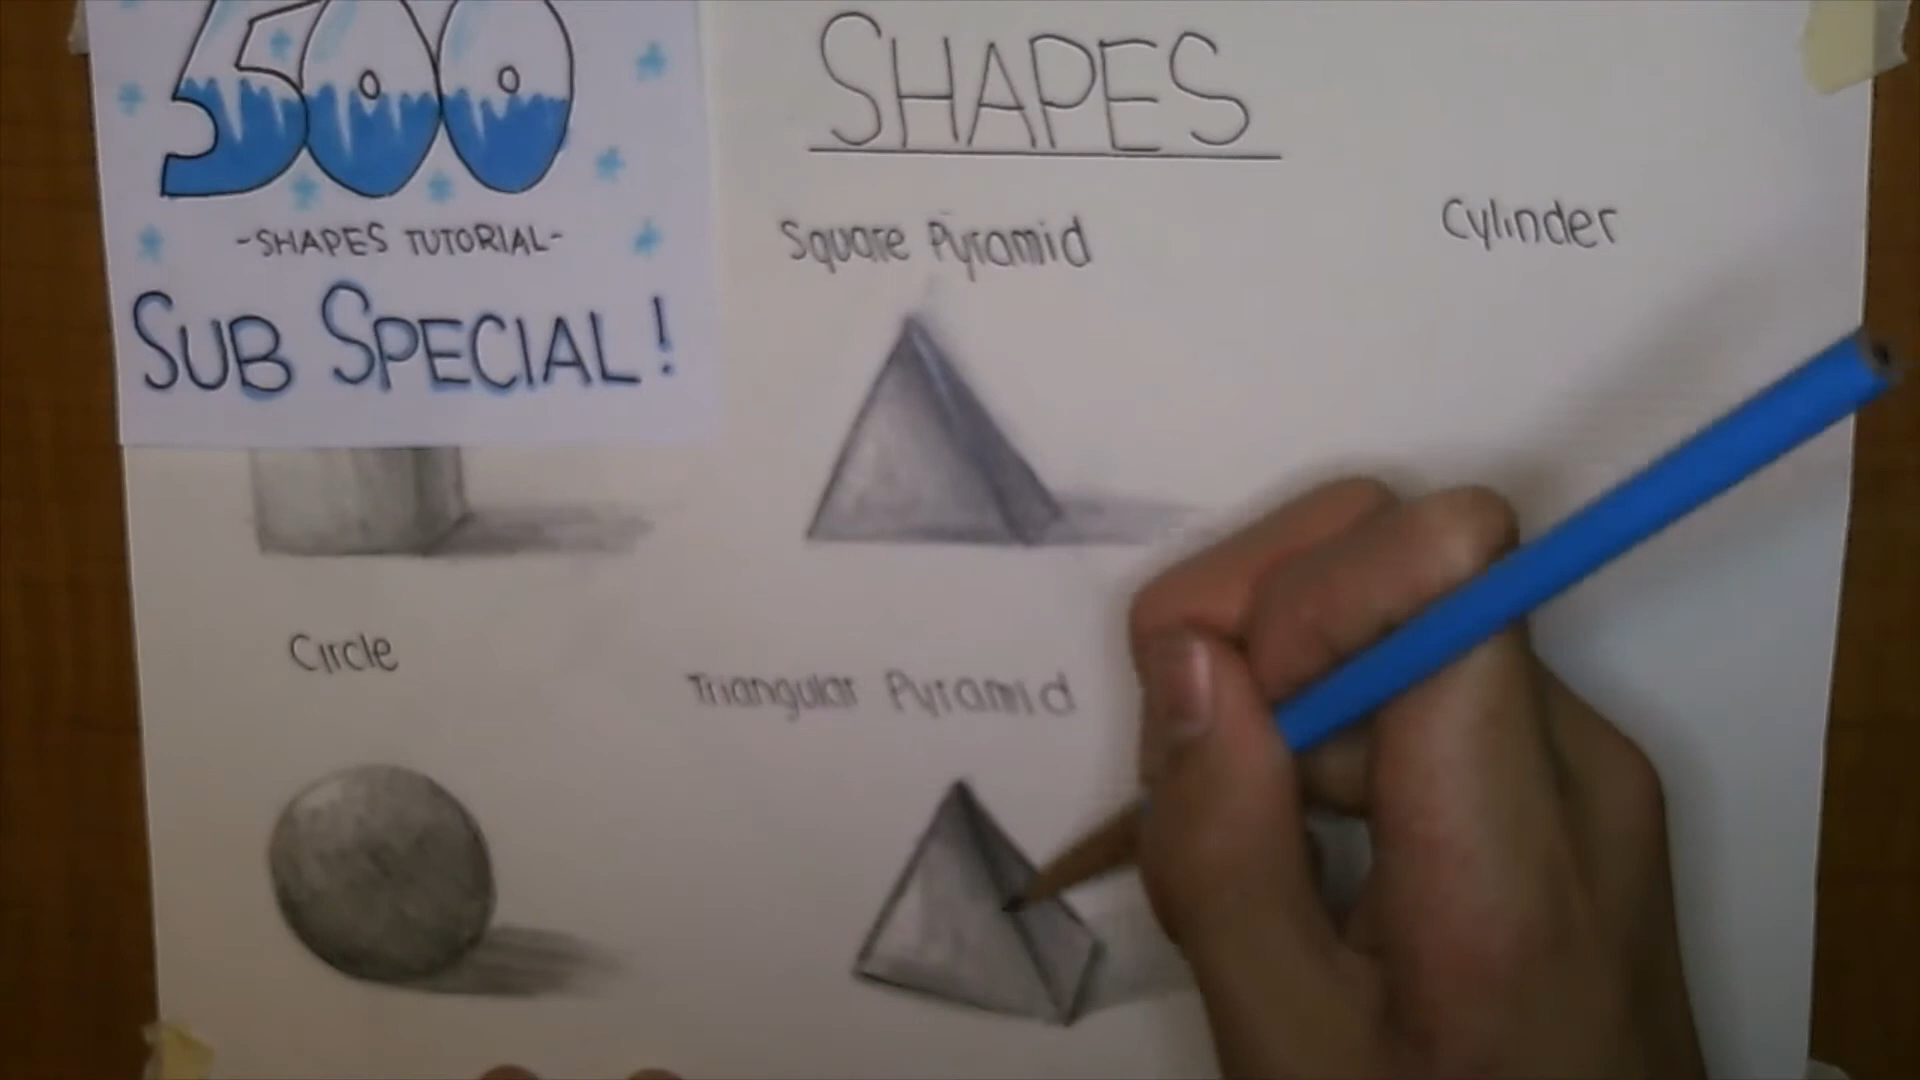 500
-SHAPES TUTORIAL-
SUB SPECIAL!
SHAPES
Square Pyramid
Cylinder
Circle
Triangular Pyramid